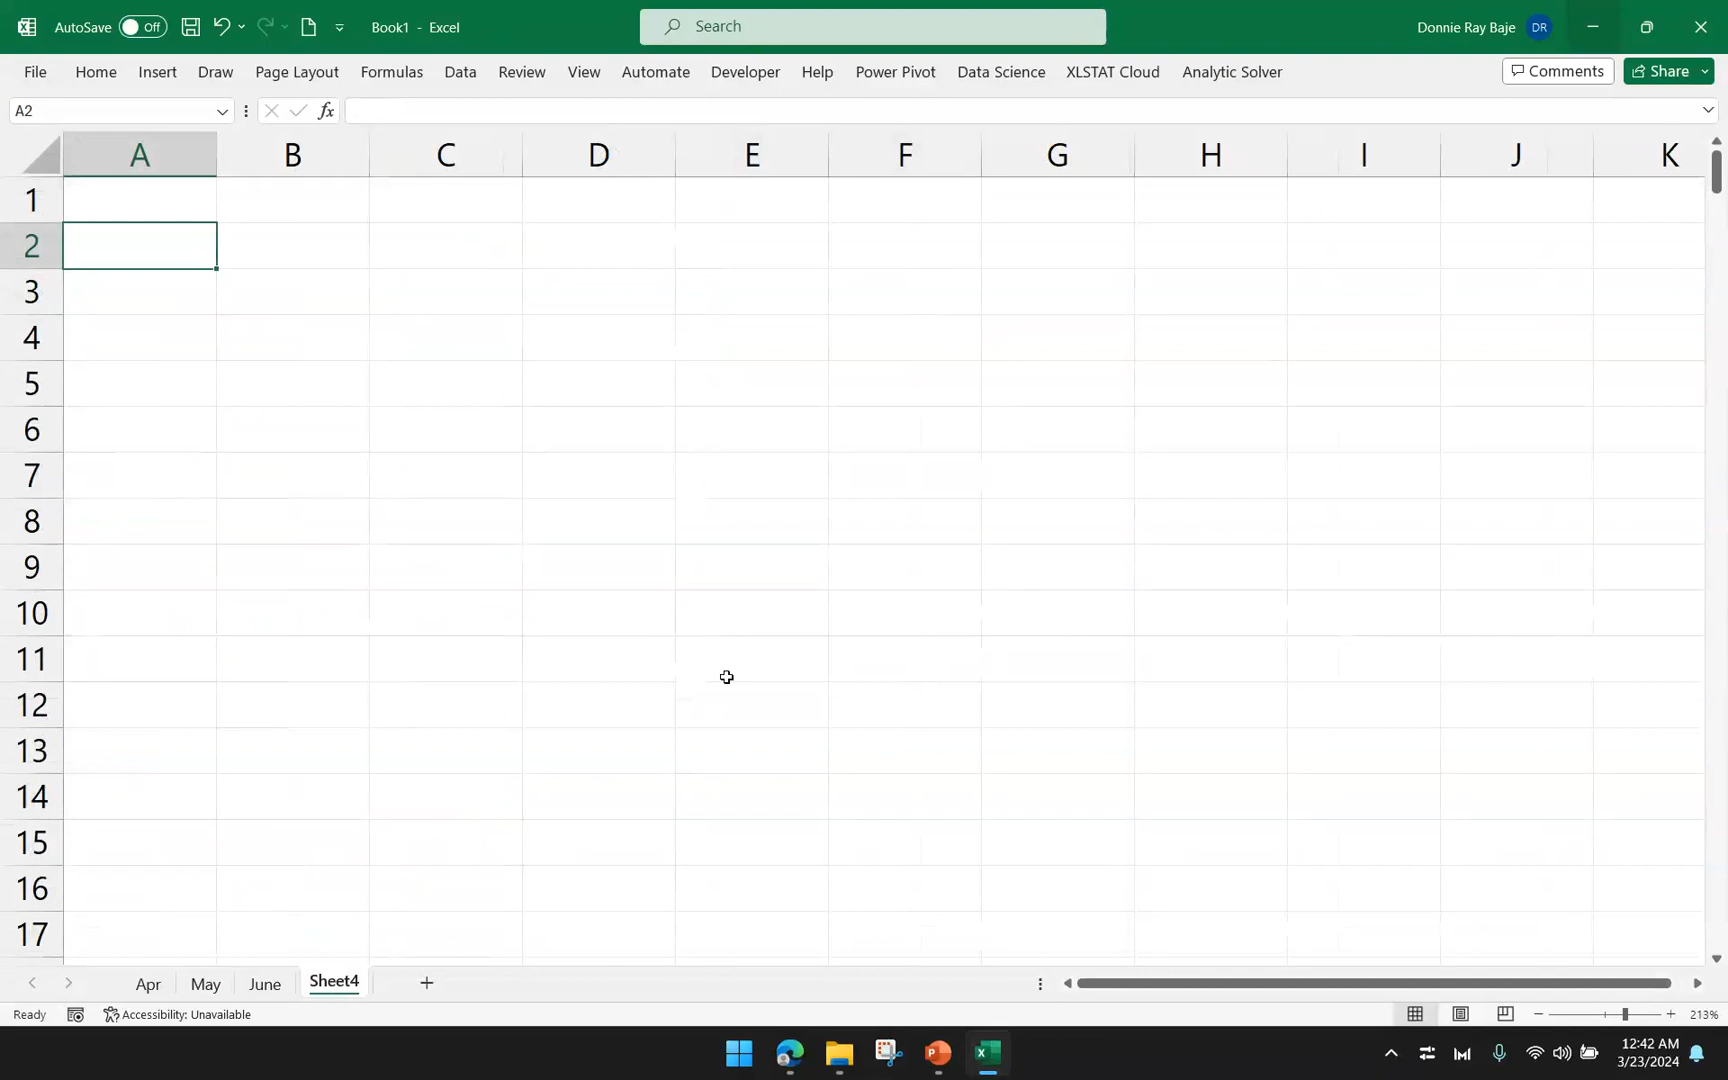 AutoSave Off Book1 - Excel Search Donnie Ray Baje DR
File Home Insert Draw Page Layout Formulas Data Review View Automate Developer Help Power Pivot Data Science XLSTAT Cloud Analytic Solver Comments Share
A2 fx
A B C D E F G H I J K
1
2
3
4
5
6
7
8
9
10
11
12
13
14
15
16
17
Apr May June Sheet4 +
Ready Accessibility: Unavailable 213%
12:42 AM
3/23/2024